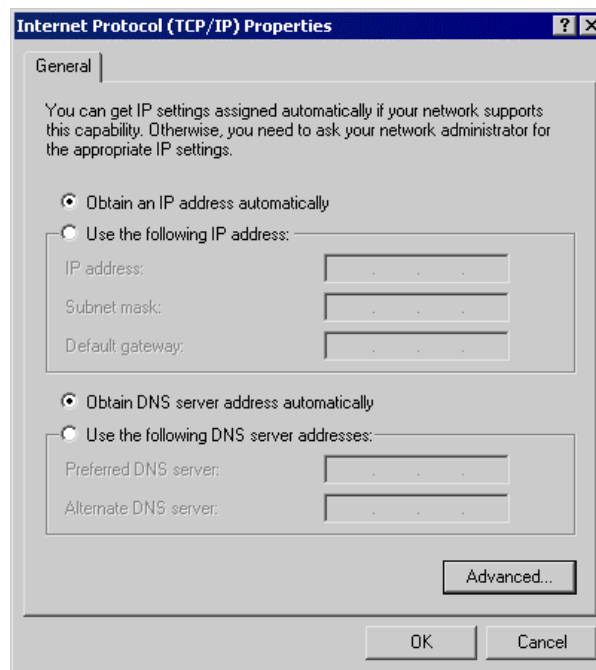 Internet Protocol (TCP/IP) Properties
General
You can get IP settings assigned automatically if your network supports
this capability. Otherwise, you need to ask your network administrator for
the appropriate IP settings.
Obtain an IP address automatically
Use the following IP address:
IP address:
Subnet mask:
Default gateway:
Obtain DNS server address automatically
Use the following DNS server addresses:
Preferred DNS server:
Alternate DNS server:
Advanced...
OK Cancel